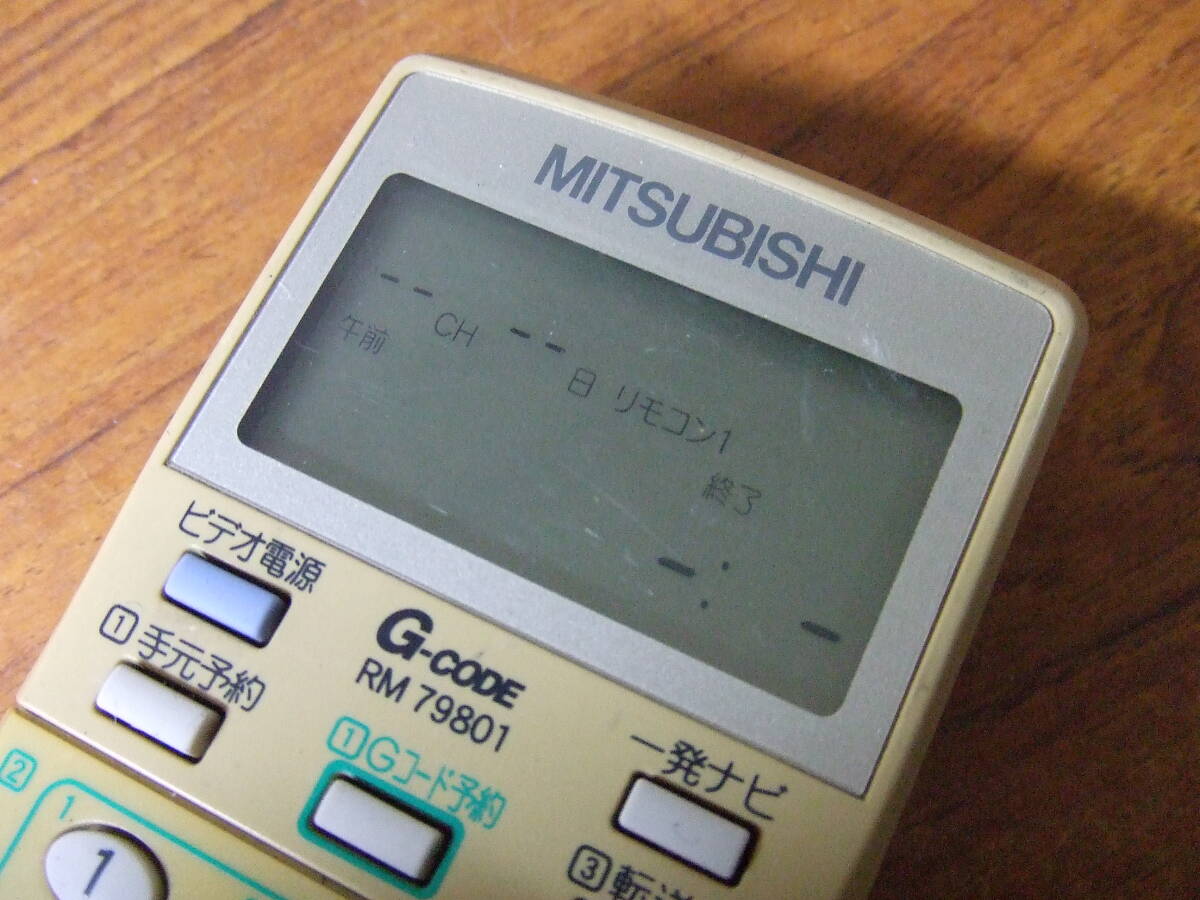 MITSUBISHI
-- CH -- 日 リモコン1
午前
終了
-: -
ビデオ電源
1 手元予約
G-CODE
RM 79801
1 Gコード予約
一発ナビ
3 転送
2
1
1